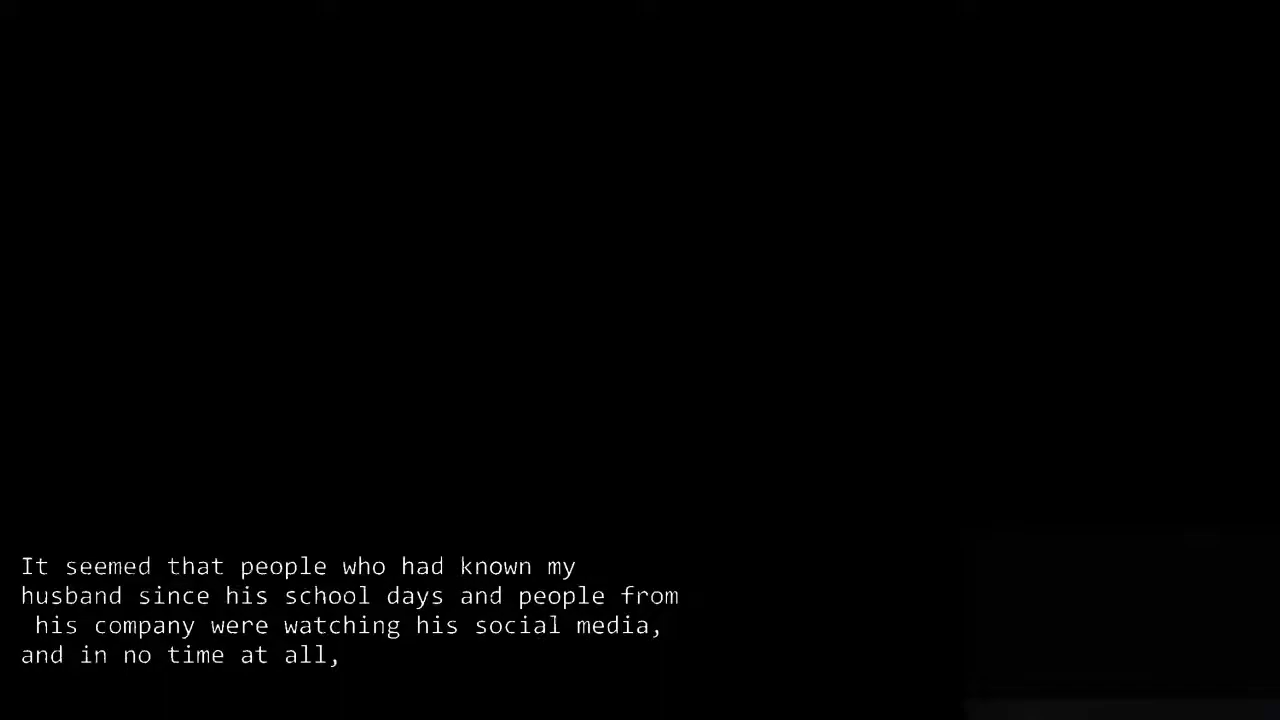 It seemed that people who had known my
husband since his school days and people from
his company were watching his social media,
and in no time at all,